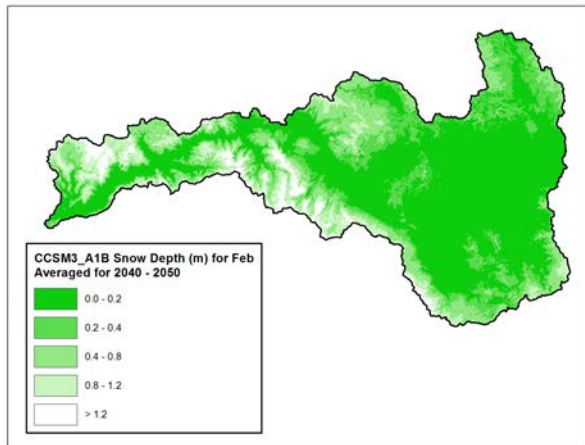 CCSM3_A1B Snow Depth (m) for Feb
Averaged for 2040 - 2050
0.0 - 0.2
0.2 - 0.4
0.4 - 0.8
0.8 - 1.2
> 1.2